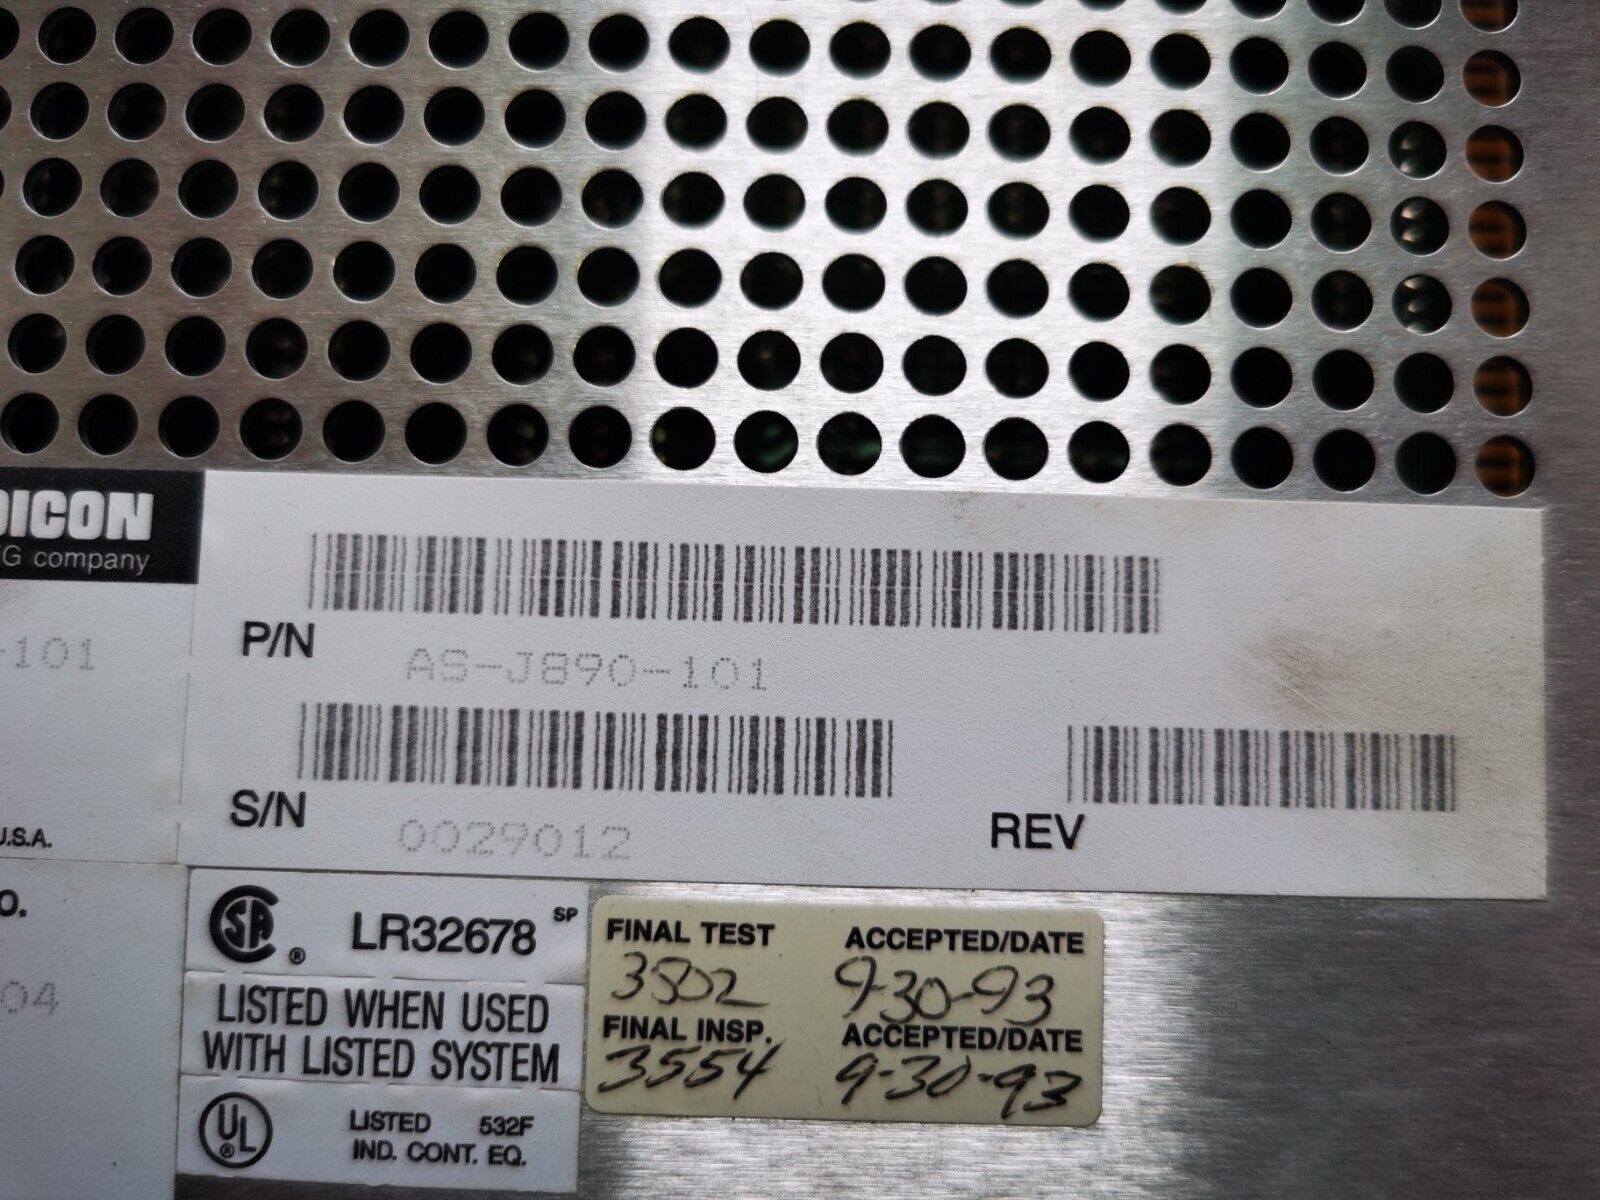 DICON
G company
-101
U.S.A.
O.
04
P/N
AS-J890-101
S/N
0029012
REV
CSA ® LR32678 SP
LISTED WHEN USED
WITH LISTED SYSTEM
UL ® LISTED 532F
IND. CONT. EQ.
FINAL TEST ACCEPTED/DATE
3502 9-30-93
FINAL INSP. ACCEPTED/DATE
3554 9-30-93